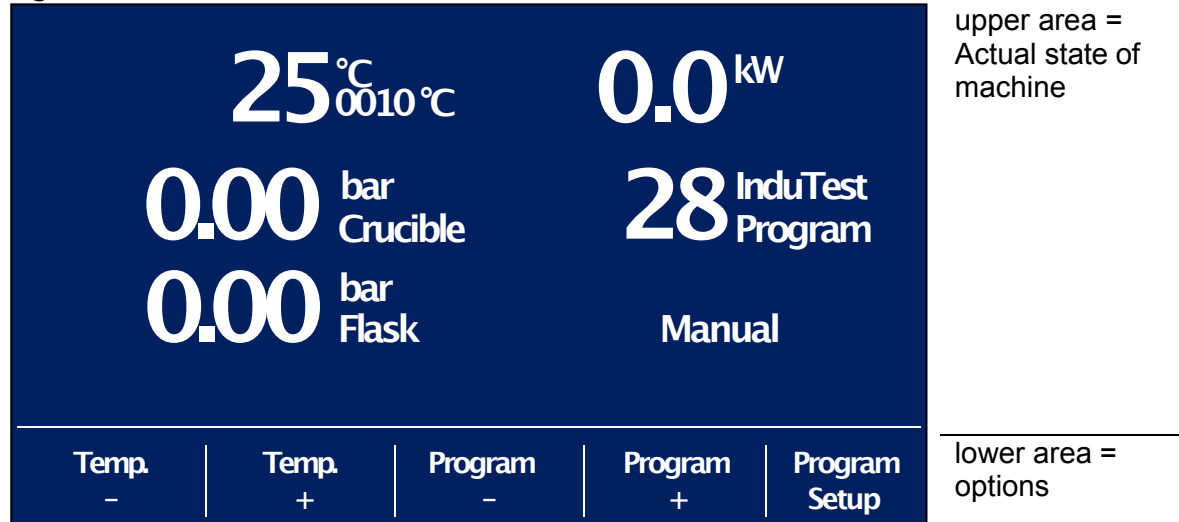 25 °C 0.0 kW
0010 °C
0.00 bar 28 InduTest
Crucible Program
0.00 bar
Flask Manual
Temp. Temp. Program Program Program
– + – + Setup
upper area =
Actual state of
machine
lower area =
options